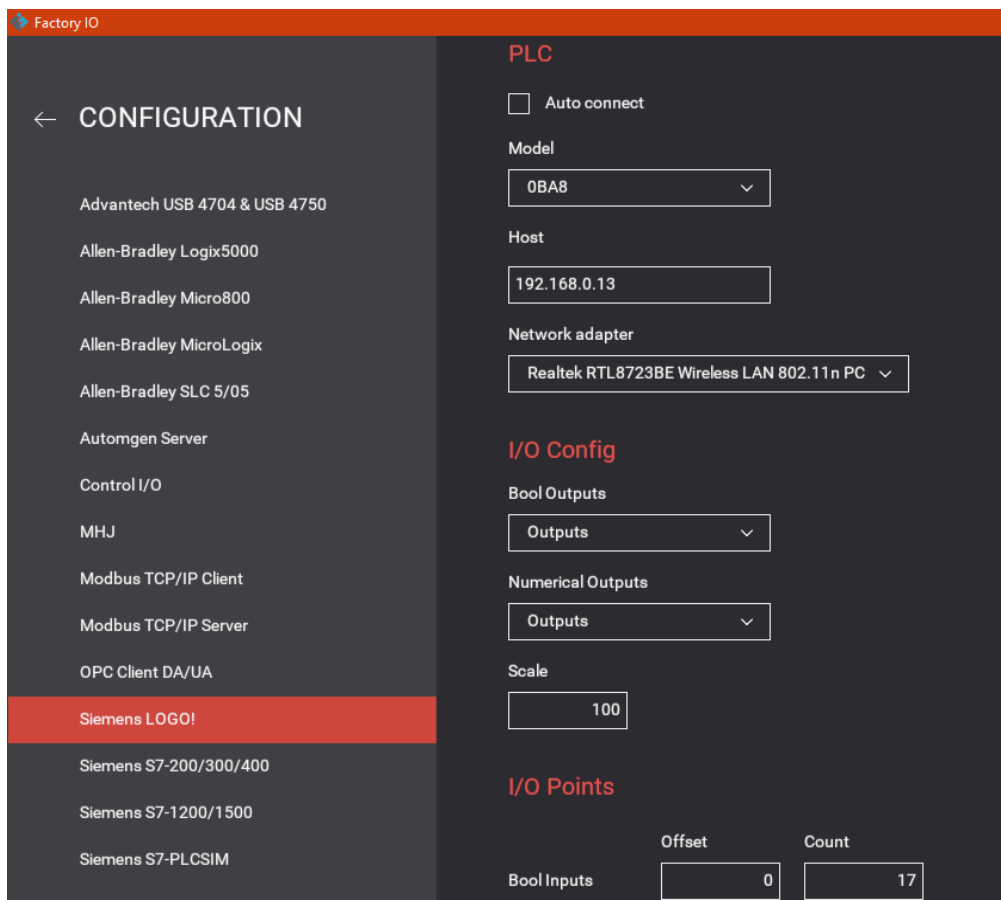 Factory IO
CONFIGURATION
Advantech USB 4704 & USB 4750
Allen-Bradley Logix5000
Allen-Bradley Micro800
Allen-Bradley MicroLogix
Allen-Bradley SLC 5/05
Automgen Server
Control I/O
MHJ
Modbus TCP/IP Client
Modbus TCP/IP Server
OPC Client DA/UA
Siemens LOGO!
Siemens S7-200/300/400
Siemens S7-1200/1500
Siemens S7-PLCSIM
PLC
Auto connect
Model
0BA8
Host
192.168.0.13
Network adapter
Realtek RTL8723BE Wireless LAN 802.11n PC
I/O Config
Bool Outputs
Outputs
Numerical Outputs
Outputs
Scale
100
I/O Points
Offset Count
Bool Inputs 0 17